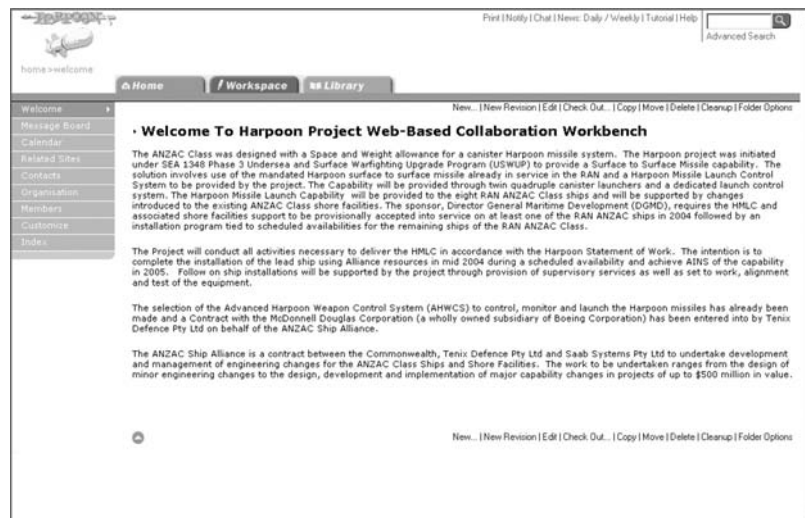 HARPOON
Print | Notify | Chat | News: Daily / Weekly | Tutorial | Help
Advanced Search
home>welcome
Home
Workspace
Library
New... | New Revision | Edit | Check Out... | Copy | Move | Delete | Cleanup | Folder Options
Welcome
Message Board
Calendar
Related Sites
Contacts
Organisation
Members
Customize
Index
· Welcome To Harpoon Project Web-Based Collaboration Workbench
The ANZAC Class was designed with a Space and Weight allowance for a canister Harpoon missile system. The Harpoon project was initiated
under SEA 1348 Phase 3 Undersea and Surface Warfighting Upgrade Program (USWUP) to provide a Surface to Surface Missile capability. The
solution involves use of the mandated Harpoon surface to surface missile already in service in the RAN and a Harpoon Missile Launch Control
System to be provided by the project. The Capability will be provided through twin quadruple canister launchers and a dedicated launch control
system. The Harpoon Missile Launch Capability will be provided to the eight RAN ANZAC Class ships and will be supported by changes
introduced to the existing ANZAC Class shore facilities. The sponsor, Director General Maritime Development (DGMD), requires the HMLC and
associated shore facilities support to be provisionally accepted into service on at least one of the RAN ANZAC ships in 2004 followed by an
installation program tied to scheduled availabilities for the remaining ships of the RAN ANZAC Class.
The Project will conduct all activities necessary to deliver the HMLC in accordance with the Harpoon Statement of Work. The intention is to
complete the installation of the lead ship using Alliance resources in mid 2004 during a scheduled availability and achieve AINS of the capability
in 2005. Follow on ship installations will be supported by the project through provision of supervisory services as well as set to work, alignment
and test of the equipment.
The selection of the Advanced Harpoon Weapon Control System (AHWCS) to control, monitor and launch the Harpoon missiles has already been
made and a Contract with the McDonnell Douglas Corporation (a wholly owned subsidiary of Boeing Corporation) has been entered into by Tenix
Defence Pty Ltd on behalf of the ANZAC Ship Alliance.
The ANZAC Ship Alliance is a contract between the Commonwealth, Tenix Defence Pty Ltd and Saab Systems Pty Ltd to undertake development
and management of engineering changes for the ANZAC Class Ships and Shore Facilities. The work to be undertaken ranges from the design of
minor engineering changes to the design, development and implementation of major capability changes in projects of up to $500 million in value.
New... | New Revision | Edit | Check Out... | Copy | Move | Delete | Cleanup | Folder Options